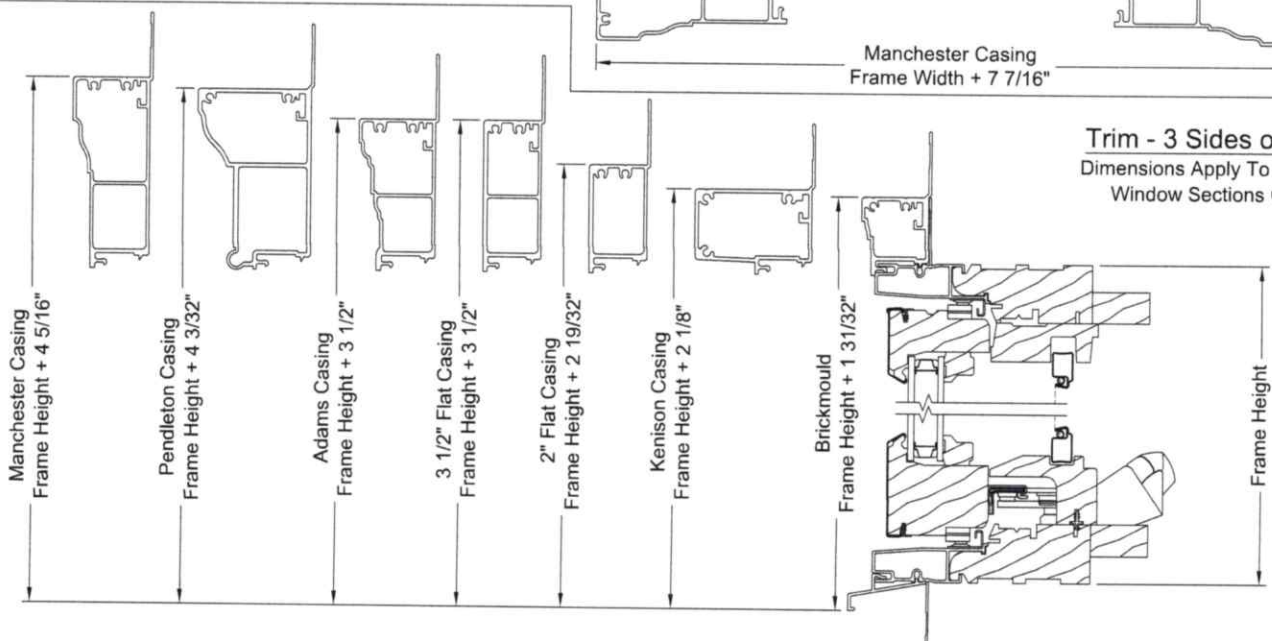 Manchester Casing
Frame Width + 7 7/16"
Trim - 3 Sides o
Dimensions Apply To
Window Sections
Manchester Casing
Frame Height + 4 5/16"
Pendleton Casing
Frame Height + 4 3/32"
Adams Casing
Frame Height + 3 1/2"
3 1/2" Flat Casing
Frame Height + 3 1/2"
2" Flat Casing
Frame Height + 2 19/32"
Kenison Casing
Frame Height + 2 1/8"
Brickmould
Frame Height + 1 31/32"
Frame Height